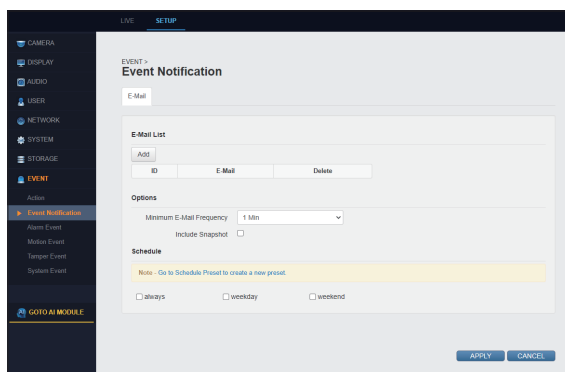 LIVE SETUP
CAMERA
DISPLAY
AUDIO
USER
NETWORK
SYSTEM
STORAGE
EVENT
Action
Event Notification
Alarm Event
Motion Event
Tamper Event
System Event
GOTO AI MODULE
EVENT >
Event Notification
E-Mail
E-Mail List
Add
ID E-Mail Delete
Options
Minimum E-Mail Frequency 1 Min
Include Snapshot
Schedule
Note - Go to Schedule Preset to create a new preset.
always weekday weekend
APPLY CANCEL